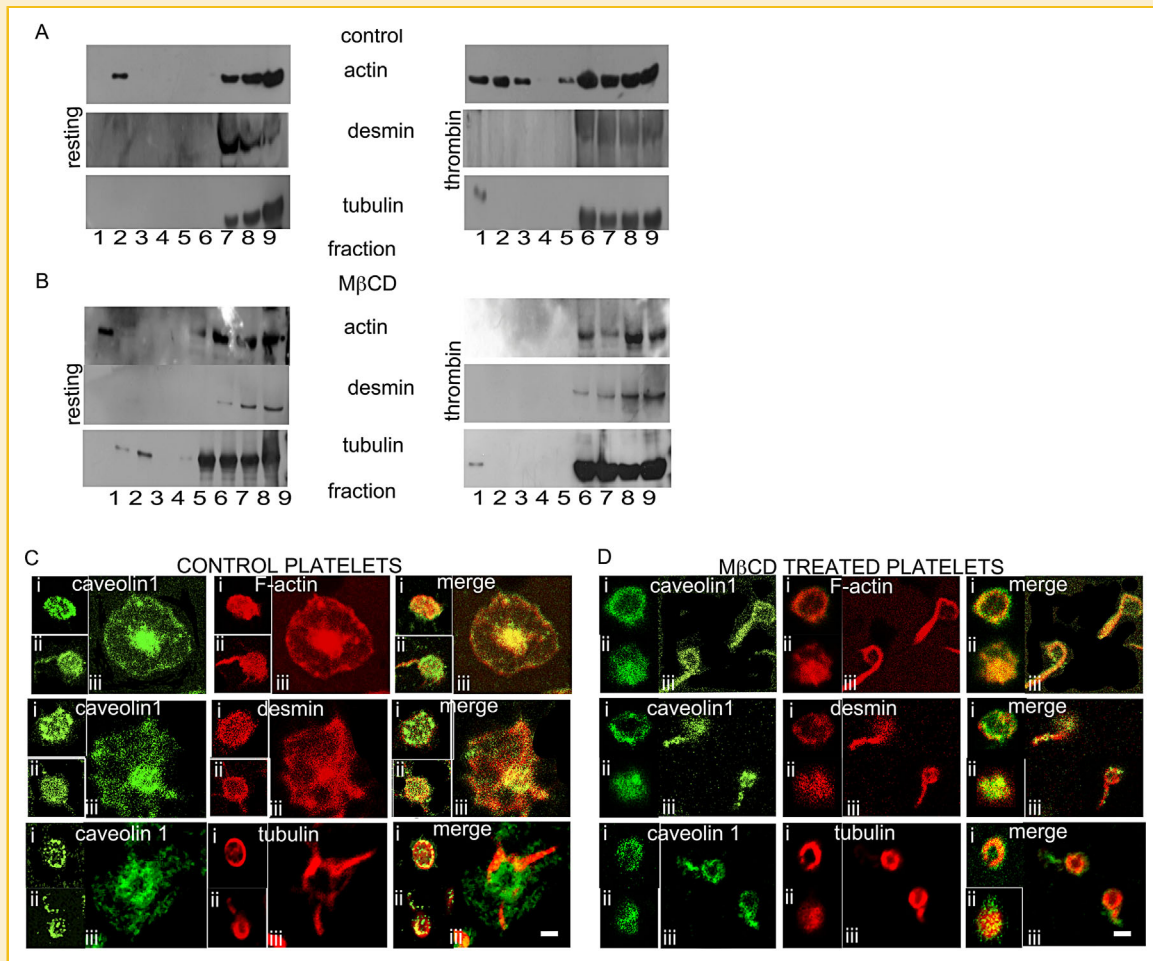 A
control
actin
desmin
tubulin
resting
thrombin
1 2 3 4 5 6 7 8 9
fraction
1 2 3 4 5 6 7 8 9
B
MβCD
actin
desmin
tubulin
resting
thrombin
1 2 3 4 5 6 7 8 9
fraction
1 2 3 4 5 6 7 8 9
C
CONTROL PLATELETS
i caveolin1
ii
iii
i F-actin
ii
iii
i merge
ii
iii
i caveolin1
ii
iii
i desmin
ii
iii
i merge
ii
iii
i caveolin 1
ii
iii
i tubulin
ii
iii
i merge
ii
iii
D
MβCD TREATED PLATELETS
i caveolin1
ii
iii
i F-actin
ii
iii
i merge
ii
iii
i caveolin1
ii
iii
i desmin
ii
iii
i merge
ii
iii
i caveolin 1
ii
iii
i tubulin
ii
iii
i merge
ii
iii